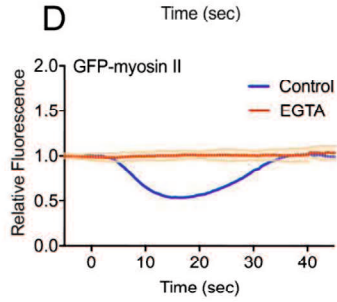 Time (sec)
D
GFP-myosin II
Control
EGTA
Relative Fluorescence
2.0
1.5
1.0
0.5
0.0
0 10 20 30 40
Time (sec)